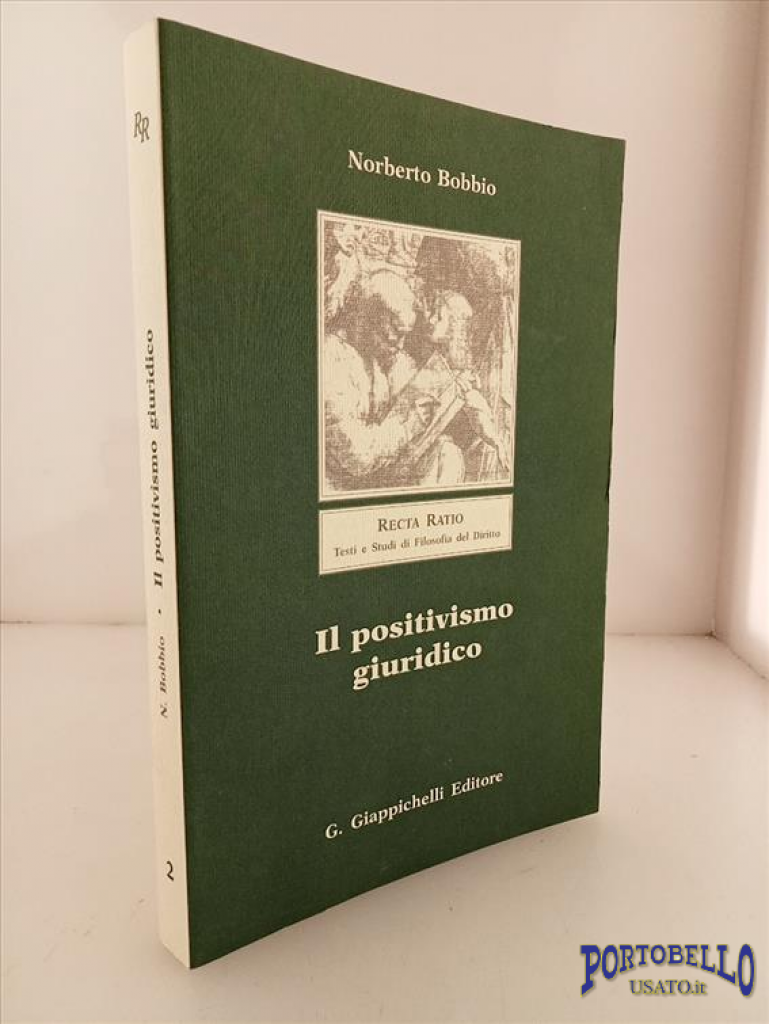 RR
N. Bobbio • Il positivismo giuridico
2
Norberto Bobbio
RECTA RATIO
Testi e Studi di Filosofia del Diritto
Il positivismo
giuridico
G. Giappichelli Editore
PORTOBELLO
USATO.it